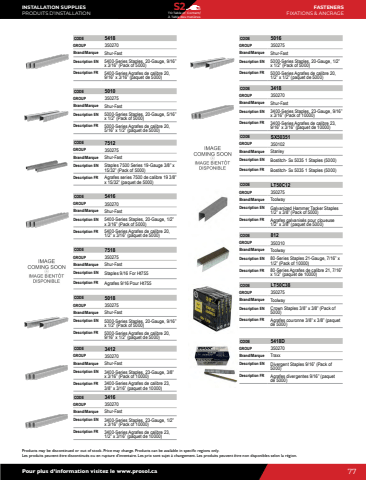 INSTALLATION SUPPLIES
PRODUITS D'INSTALLATION
S2
FASTENERS
FIXATIONS & ANCRAGE
CODE 5418
GROUP 350270
Brand/Marque Shur-Fast
Description EN 5400-Series Staples, 20-Gauge, 9/16" x 3/16" (Pack of 5000)
Description FR 5400-Series Agrafes de calibre 20, 9/16" x 3/16" (paquet de 5000)
CODE 5010
GROUP 350275
Brand/Marque Shur-Fast
Description EN 5000-Series Staples, 20-Gauge, 5/16" x 1/2" (Pack of 5000)
Description FR 5000-Series Agrafes de calibre 20, 5/16" x 1/2" (paquet de 5000)
CODE 7512
GROUP 350275
Brand/Marque Shur-Fast
Description EN Staples 7500 Series 19-Gauge 3/8" x 15/32" (Pack of 5000)
Description FR Agrafes series 7500 de calibre 19 3/8" x 15/32" (paquet de 5000)
CODE 5416
GROUP 350270
Brand/Marque Shur-Fast
Description EN 5400-Series Staples, 20-Gauge, 1/2" x 3/16" (Pack of 5000)
Description FR 5400-Series Agrafes de calibre 20, 1/2" x 3/16" (paquet de 5000)
IMAGE
COMING SOON
IMAGE BIENTÔT
DISPONIBLE
CODE 7518
GROUP 350275
Brand/Marque Shur-Fast
Description EN Staples 9/16 For HI755
Description FR Agrafes 9/16 Pour HI755
CODE 5018
GROUP 350275
Brand/Marque Shur-Fast
Description EN 5000-Series Staples, 20-Gauge, 9/16" x 1/2" (Pack of 5000)
Description FR 5000-Series Agrafes de calibre 20, 9/16" x 1/2" (paquet de 5000)
CODE 3412
GROUP 350270
Brand/Marque Shur-Fast
Description EN 3400-Series Staples, 23-Gauge, 3/8" x 3/16" (Pack of 10000)
Description FR 3400-Series Agrafes de calibre 23, 3/8" x 3/16" (paquet de 10000)
CODE 3416
GROUP 350270
Brand/Marque Shur-Fast
Description EN 3400-Series Staples, 23-Gauge, 1/2" x 3/16" (Pack of 10000)
Description FR 3400-Series Agrafes de calibre 23, 1/2" x 3/16" (paquet de 10000)
CODE 5016
GROUP 350275
Brand/Marque Shur-Fast
Description EN 5000-Series Staples, 20-Gauge, 1/2" x 1/2" (Pack of 5000)
Description FR 5000-Series Agrafes de calibre 20, 1/2" x 1/2" (paquet de 5000)
CODE 3418
GROUP 350270
Brand/Marque Shur-Fast
Description EN 3400-Series Staples, 23-Gauge, 9/16" x 3/16" (Pack of 10000)
Description FR 3400-Series Agrafes de calibre 23, 9/16" x 3/16" (paquet de 10000)
IMAGE
COMING SOON
IMAGE BIENTÔT
DISPONIBLE
CODE SX50351
GROUP 350102
Brand/Marque Stanley
Description EN Bostitch- Sx 5035 1 Staples (5000)
Description FR Bostitch- Sx 5035 1 Staples (5000)
CODE LT50C12
GROUP 350275
Brand/Marque Toolway
Description EN Galvanized Hammer Tacker Staples 1/2" x 3/8" (Pack of 5000)
Description FR Agrafes galvanisés pour cloueuse 1/2" x 3/8" (paquet de 5000)
CODE 812
GROUP 350310
Brand/Marque Toolway
Description EN 80-Series Staples 21-Gauge, 7/16" x 1/2" (Pack of 10000)
Description FR 80-Series Agrafes de calibre 21, 7/16" x 1/2" (paquet de 10000)
CODE LT50C38
GROUP 350275
Brand/Marque Toolway
Description EN Crown Staples 3/8" x 3/8" (Pack of 5000)
Description FR Agrafes couronne 3/8" x 3/8" (paquet de 5000)
CODE 5418D
GROUP 350270
Brand/Marque Traxx
Description EN Divergent Staples 9/16" (Pack of 5000)
Description FR Agrafes divergentes 9/16" (paquet de 5000)
Products may be discontinued or out of stock. Price may change. Products can be available in specific regions only.
Les produits peuvent être discontinués ou en rupture d'inventaire. Les prix sont sujet à changement. Les produits peuvent être non disponibles selon la région.
Pour plus d'information visitez le www.prosol.ca
77